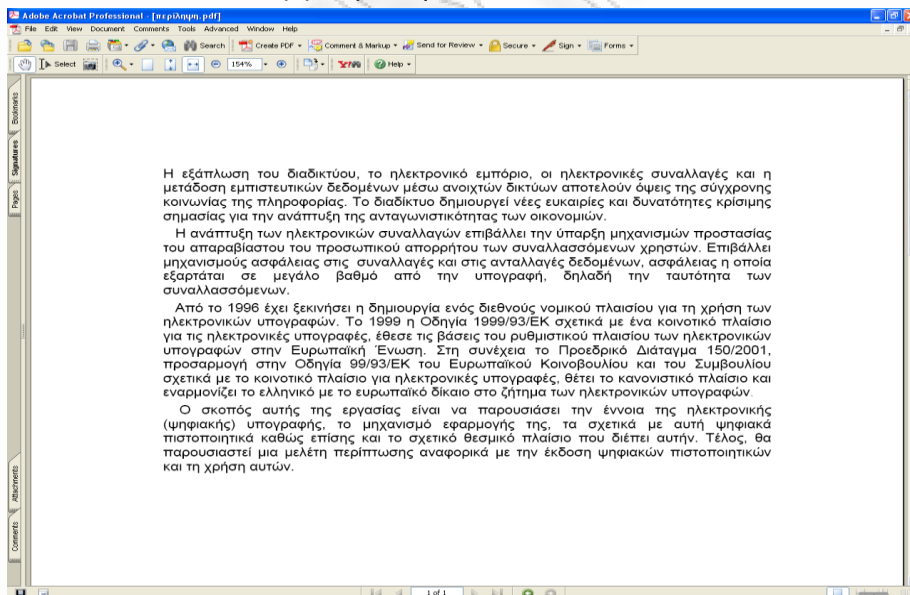 Adobe Acrobat Professional - [περίληψη.pdf]
File Edit View Document Comments Tools Advanced Window Help
Search Create PDF Comment & Markup Send for Review Secure Sign Forms
Select 154% Help
Bookmarks
Signatures
Pages
Η εξάπλωση του διαδικτύου, το ηλεκτρονικό εμπόριο, οι ηλεκτρονικές συναλλαγές και η
μετάδοση εμπιστευτικών δεδομένων μέσω ανοιχτών δικτύων αποτελούν όψεις της σύγχρονης
κοινωνίας της πληροφορίας. Το διαδίκτυο δημιουργεί νέες ευκαιρίες και δυνατότητες κρίσιμης
σημασίας για την ανάπτυξη της ανταγωνιστικότητας των οικονομιών.
Η ανάπτυξη των ηλεκτρονικών συναλλαγών επιβάλλει την ύπαρξη μηχανισμών προστασίας
του απαραβίαστου του προσωπικού απορρήτου των συναλλασσόμενων χρηστών. Επιβάλλει
μηχανισμούς ασφάλειας στις συναλλαγές και στις ανταλλαγές δεδομένων, ασφάλειας η οποία
εξαρτάται σε μεγάλο βαθμό από την υπογραφή, δηλαδή την ταυτότητα των
συναλλασσόμενων.
Από το 1996 έχει ξεκινήσει η δημιουργία ενός διεθνούς νομικού πλαισίου για τη χρήση των
ηλεκτρονικών υπογραφών. Το 1999 η Οδηγία 1999/93/ΕΚ σχετικά με ένα κοινοτικό πλαίσιο
για τις ηλεκτρονικές υπογραφές, έθεσε τις βάσεις του ρυθμιστικού πλαισίου των ηλεκτρονικών
υπογραφών στην Ευρωπαϊκή Ένωση. Στη συνέχεια το Προεδρικό Διάταγμα 150/2001,
προσαρμογή στην Οδηγία 99/93/ΕΚ του Ευρωπαϊκού Κοινοβουλίου και του Συμβουλίου
σχετικά με το κοινοτικό πλαίσιο για ηλεκτρονικές υπογραφές, θέτει το κανονιστικό πλαίσιο και
εναρμονίζει το ελληνικό με το ευρωπαϊκό δίκαιο στο ζήτημα των ηλεκτρονικών υπογραφών.
Ο σκοπός αυτής της εργασίας είναι να παρουσιάσει την έννοια της ηλεκτρονικής
(ψηφιακής) υπογραφής, το μηχανισμό εφαρμογής της, τα σχετικά με αυτή ψηφιακά
πιστοποιητικά καθώς επίσης και το σχετικό θεσμικό πλαίσιο που διέπει αυτήν. Τέλος, θα
παρουσιαστεί μια μελέτη περίπτωσης αναφορικά με την έκδοση ψηφιακών πιστοποιητικών
και τη χρήση αυτών.
Attachments
Comments
1 of 1